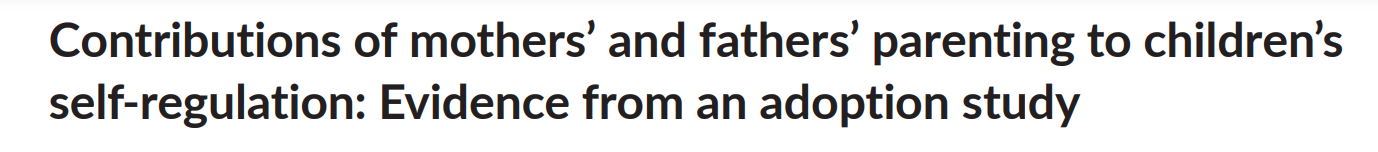 Contributions of mothers’ and fathers’ parenting to children’s
self-regulation: Evidence from an adoption study